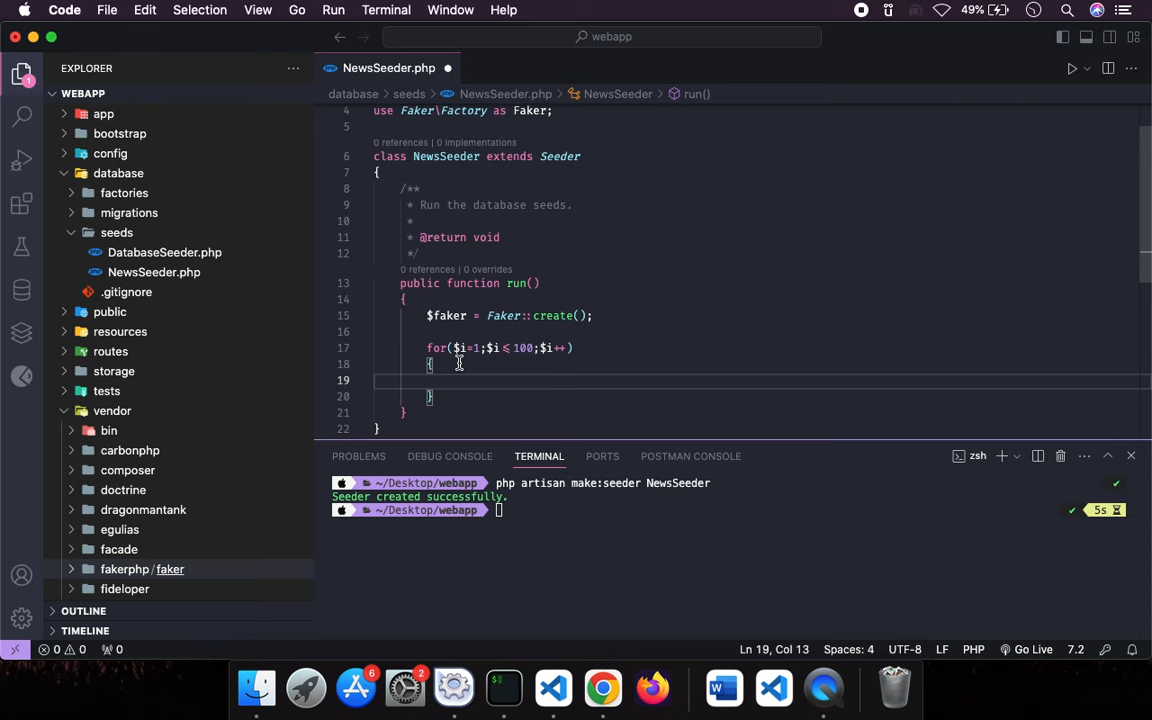 Code File Edit Selection View Go Run Terminal Window Help 49%
webapp
EXPLORER
NewsSeeder.php
database > seeds > NewsSeeder.php > NewsSeeder > run()
WEBAPP
app
bootstrap
config
database
factories
migrations
seeds
DatabaseSeeder.php
NewsSeeder.php
.gitignore
public
resources
routes
storage
tests
vendor
bin
carbonphp
composer
doctrine
dragonmantank
egulias
facade
fakerphp / faker
fideloper
OUTLINE
TIMELINE
4 use Faker\Factory as Faker;
5
0 references | 0 implementations
6 class NewsSeeder extends Seeder
7 {
8 /**
9 * Run the database seeds.
10 *
11 * @return void
12 */
0 references | 0 overrides
13 public function run()
14 {
15 $faker = Faker::create();
16
17 for($i=1;$i<=100;$i++)
18 {
19
20 }
21 }
22 }
PROBLEMS DEBUG CONSOLE TERMINAL PORTS POSTMAN CONSOLE zsh
~/Desktop/webapp php artisan make:seeder NewsSeeder
Seeder created successfully.
~/Desktop/webapp 5s
0 0 0 Ln 19, Col 13 Spaces: 4 UTF-8 LF PHP Go Live 7.2
6 2
1